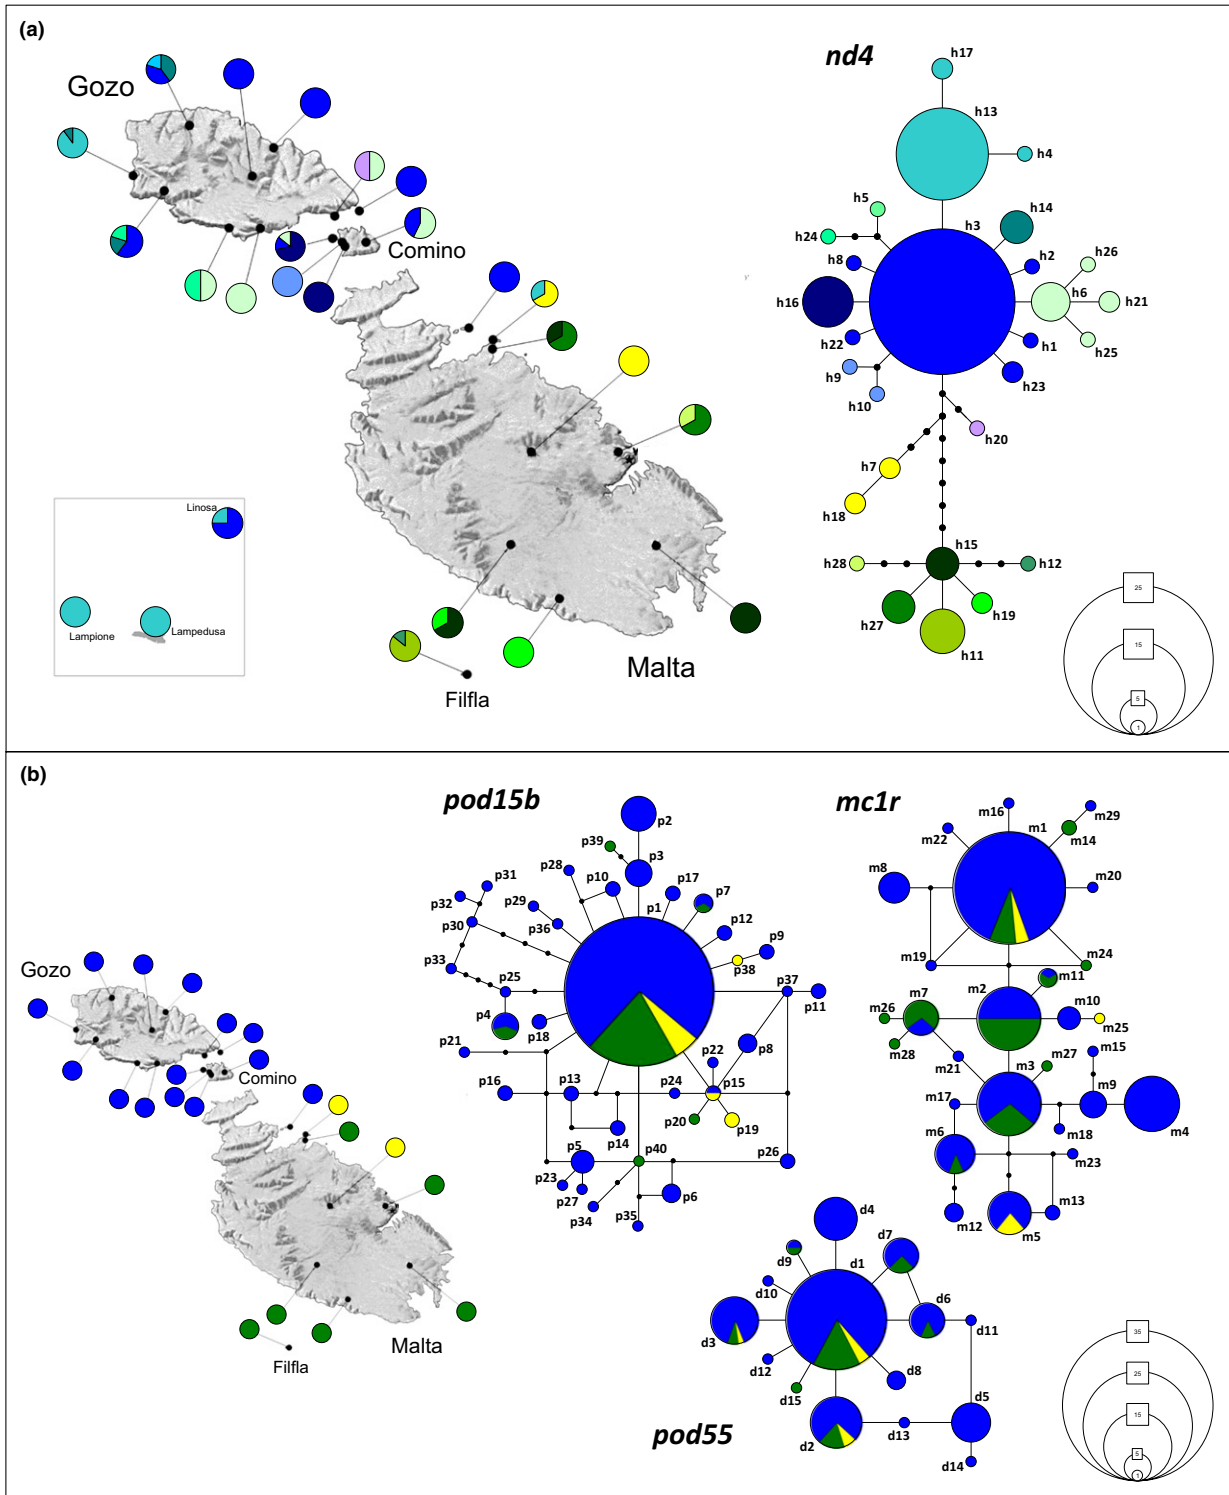 (a)
Gozo
Comino
Malta
Filfla
Linosa
Lampione
Lampedusa
nd4
h17
h13
h4
h5
h24
h3
h14
h8
h2
h26
h16
h6
h21
h22
h1
h25
h9
h23
h10
h20
h7
h18
h15
h28
h12
h27
h19
h11
25
15
5
1
(b)
Gozo
Comino
Malta
Filfla
pod15b
p2
p39
p3
p28
p10
p17
p7
p31
p32
p29
p1
p12
p30
p36
p9
p38
p33
p25
p37
p11
p4
p18
p21
p22
p8
p16
p13
p24
p15
p20
p19
p14
p5
p40
p26
p23
p27
p6
p34
p35
mc1r
m16
m29
m22
m1
m14
m8
m20
m19
m24
m11
m7
m2
m10
m26
m25
m28
m27
m15
m21
m3
m17
m9
m4
m6
m18
m23
m13
m12
m5
pod55
d4
d9
d7
d1
d10
d6
d3
d11
d12
d8
d15
d5
d2
d13
d14
35
25
15
5
1